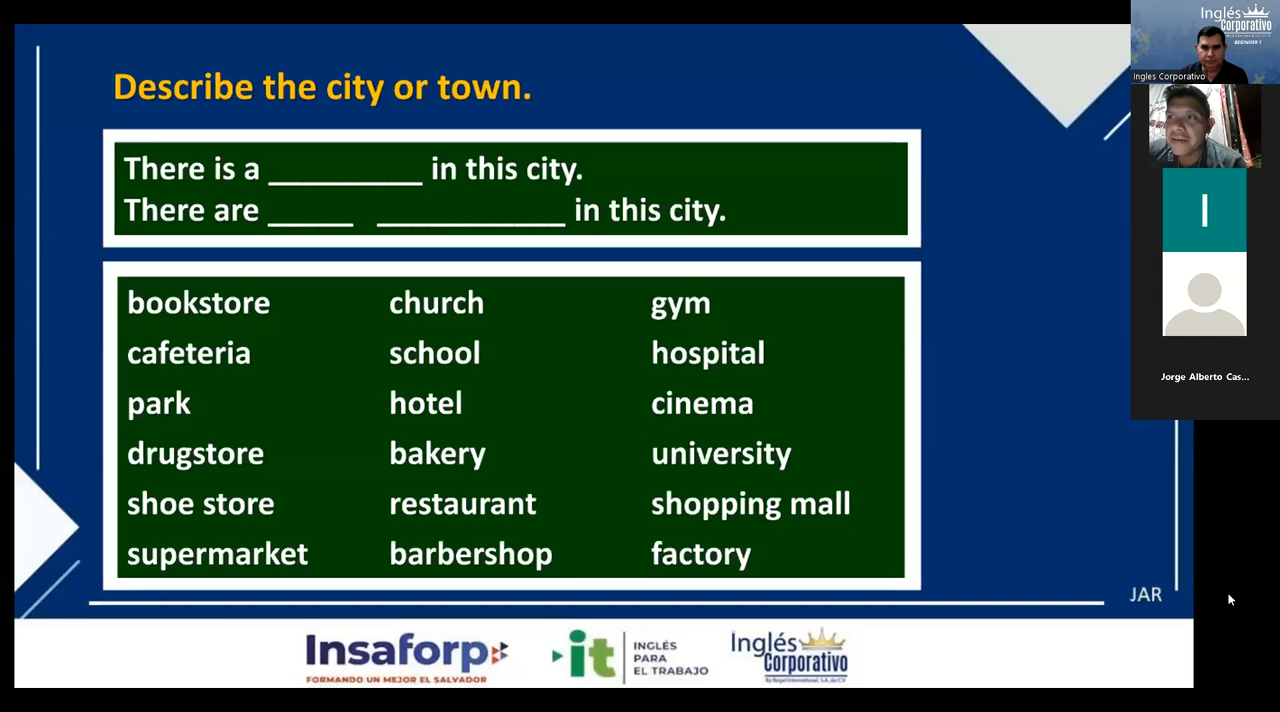 Describe the city or town.
There is a _________ in this city.
There are _____ ___________ in this city.
bookstore church gym
cafeteria school hospital
park hotel cinema
drugstore bakery university
shoe store restaurant shopping mall
supermarket barbershop factory
JAR
Insaforp
FORMANDO UN MEJOR EL SALVADOR
it
INGLÉS
PARA
EL TRABAJO
Inglés
Corporativo
Inglés
Corporativo
BEGINNER 1
Ingles Corporativo
I
Jorge Alberto Cas...